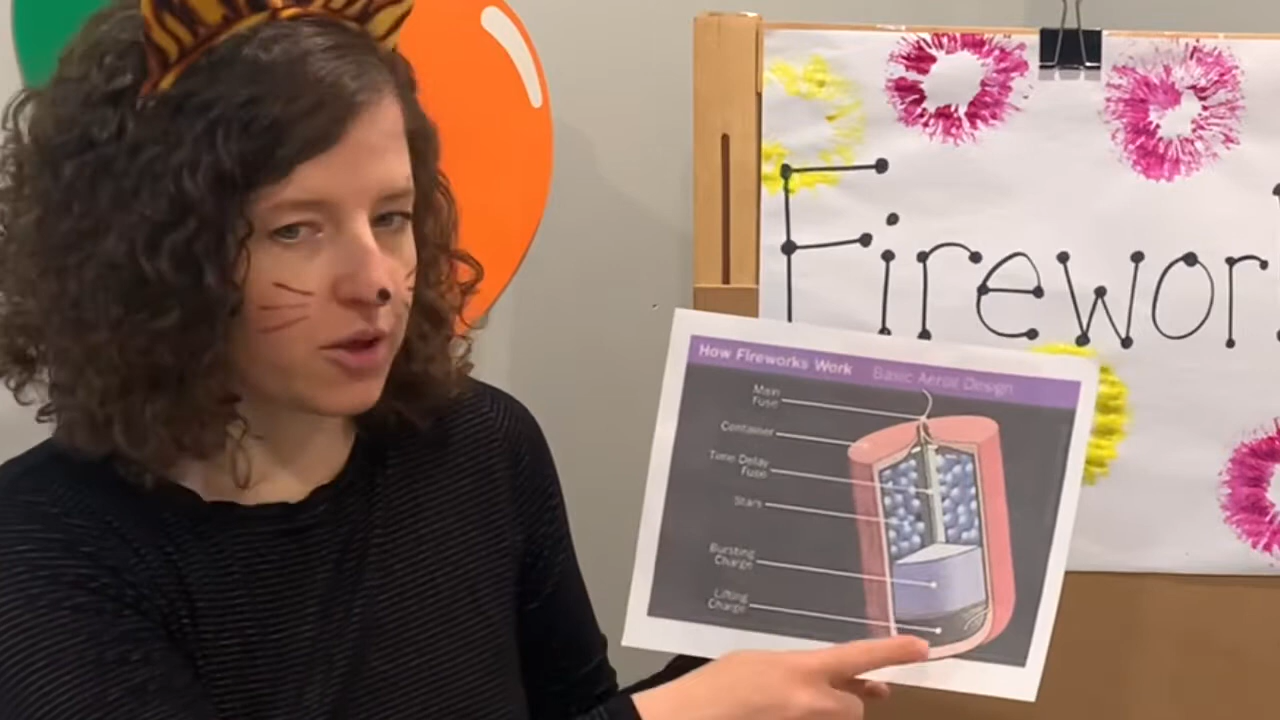 Firewor
How Fireworks Work Basic Aerial Design
Main
Fuse
Container
Time Delay
Fuse
Stars
Bursting
Charge
Lifting
Charge